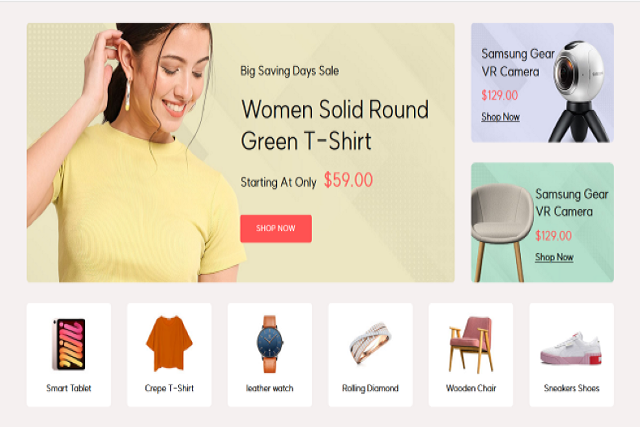 Big Saving Days Sale
Women Solid Round
Green T-Shirt
Starting At Only $59.00
SHOP NOW
Samsung Gear
VR Camera
$129.00
Shop Now
Samsung Gear
VR Camera
$129.00
Shop Now
Smart Tablet
Crepe T-Shirt
leather watch
Rolling Diamond
Wooden Chair
Sneakers Shoes